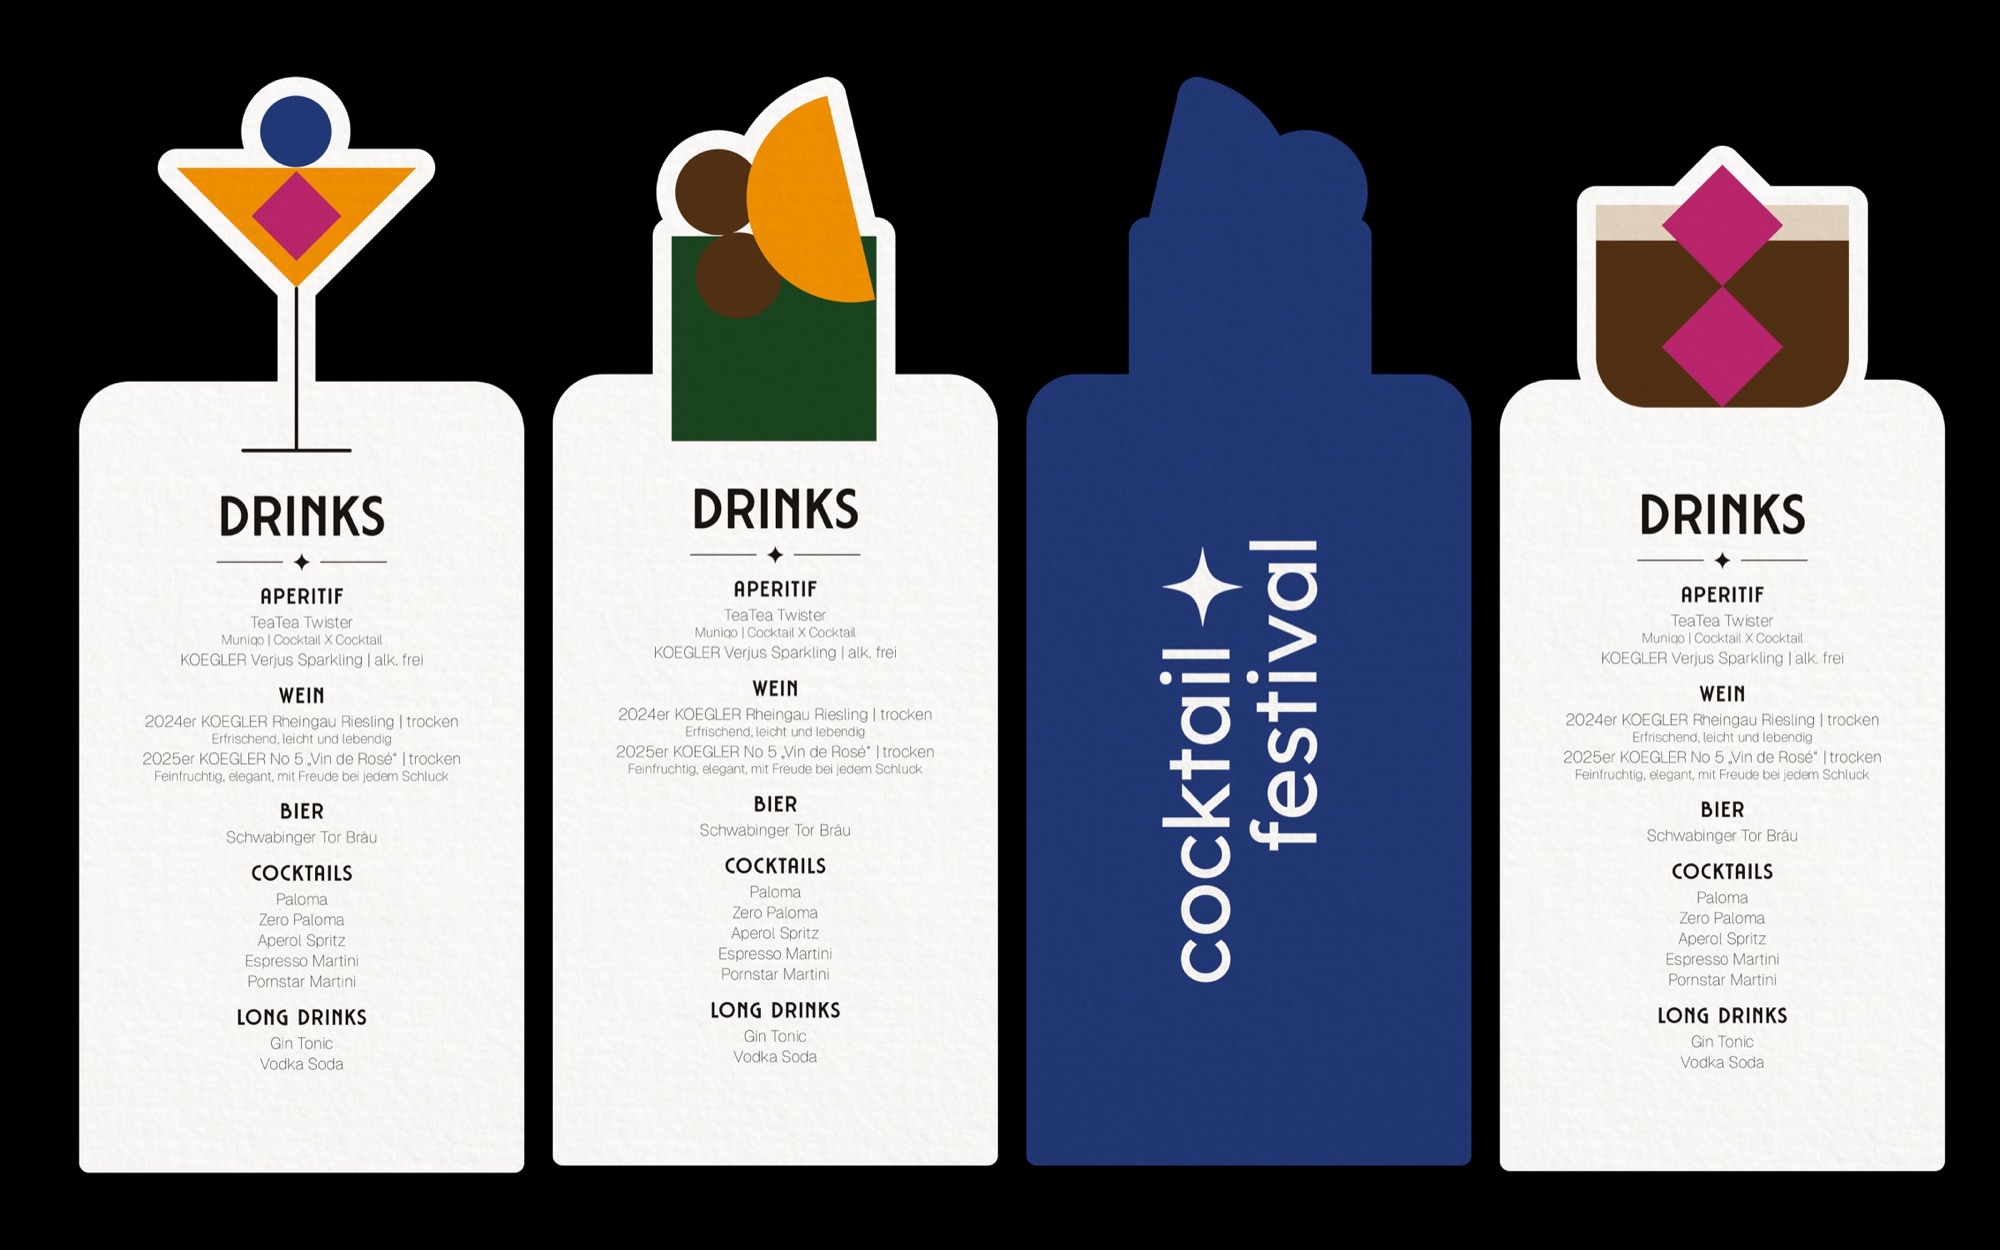 DRINKS
APERITIF
TeaTea Twister
Muniqo | Cocktail X Cocktail
KOEGLER Verjus Sparkling | alk. frei
WEIN
2024er KOEGLER Rheingau Riesling | trocken
Erfrischend, leicht und lebendig
2025er KOEGLER No 5 „Vin de Rosé“ | trocken
Feinfruchtig, elegant, mit Freude bei jedem Schluck
BIER
Schwabinger Tor Bräu
COCKTAILS
Paloma
Zero Paloma
Aperol Spritz
Espresso Martini
Pornstar Martini
LONG DRINKS
Gin Tonic
Vodka Soda
DRINKS
APERITIF
TeaTea Twister
Muniqo | Cocktail X Cocktail
KOEGLER Verjus Sparkling | alk. frei
WEIN
2024er KOEGLER Rheingau Riesling | trocken
Erfrischend, leicht und lebendig
2025er KOEGLER No 5 „Vin de Rosé“ | trocken
Feinfruchtig, elegant, mit Freude bei jedem Schluck
BIER
Schwabinger Tor Bräu
COCKTAILS
Paloma
Zero Paloma
Aperol Spritz
Espresso Martini
Pornstar Martini
LONG DRINKS
Gin Tonic
Vodka Soda
cocktail
festival
DRINKS
APERITIF
TeaTea Twister
Muniqo | Cocktail X Cocktail
KOEGLER Verjus Sparkling | alk. frei
WEIN
2024er KOEGLER Rheingau Riesling | trocken
Erfrischend, leicht und lebendig
2025er KOEGLER No 5 „Vin de Rosé“ | trocken
Feinfruchtig, elegant, mit Freude bei jedem Schluck
BIER
Schwabinger Tor Bräu
COCKTAILS
Paloma
Zero Paloma
Aperol Spritz
Espresso Martini
Pornstar Martini
LONG DRINKS
Gin Tonic
Vodka Soda